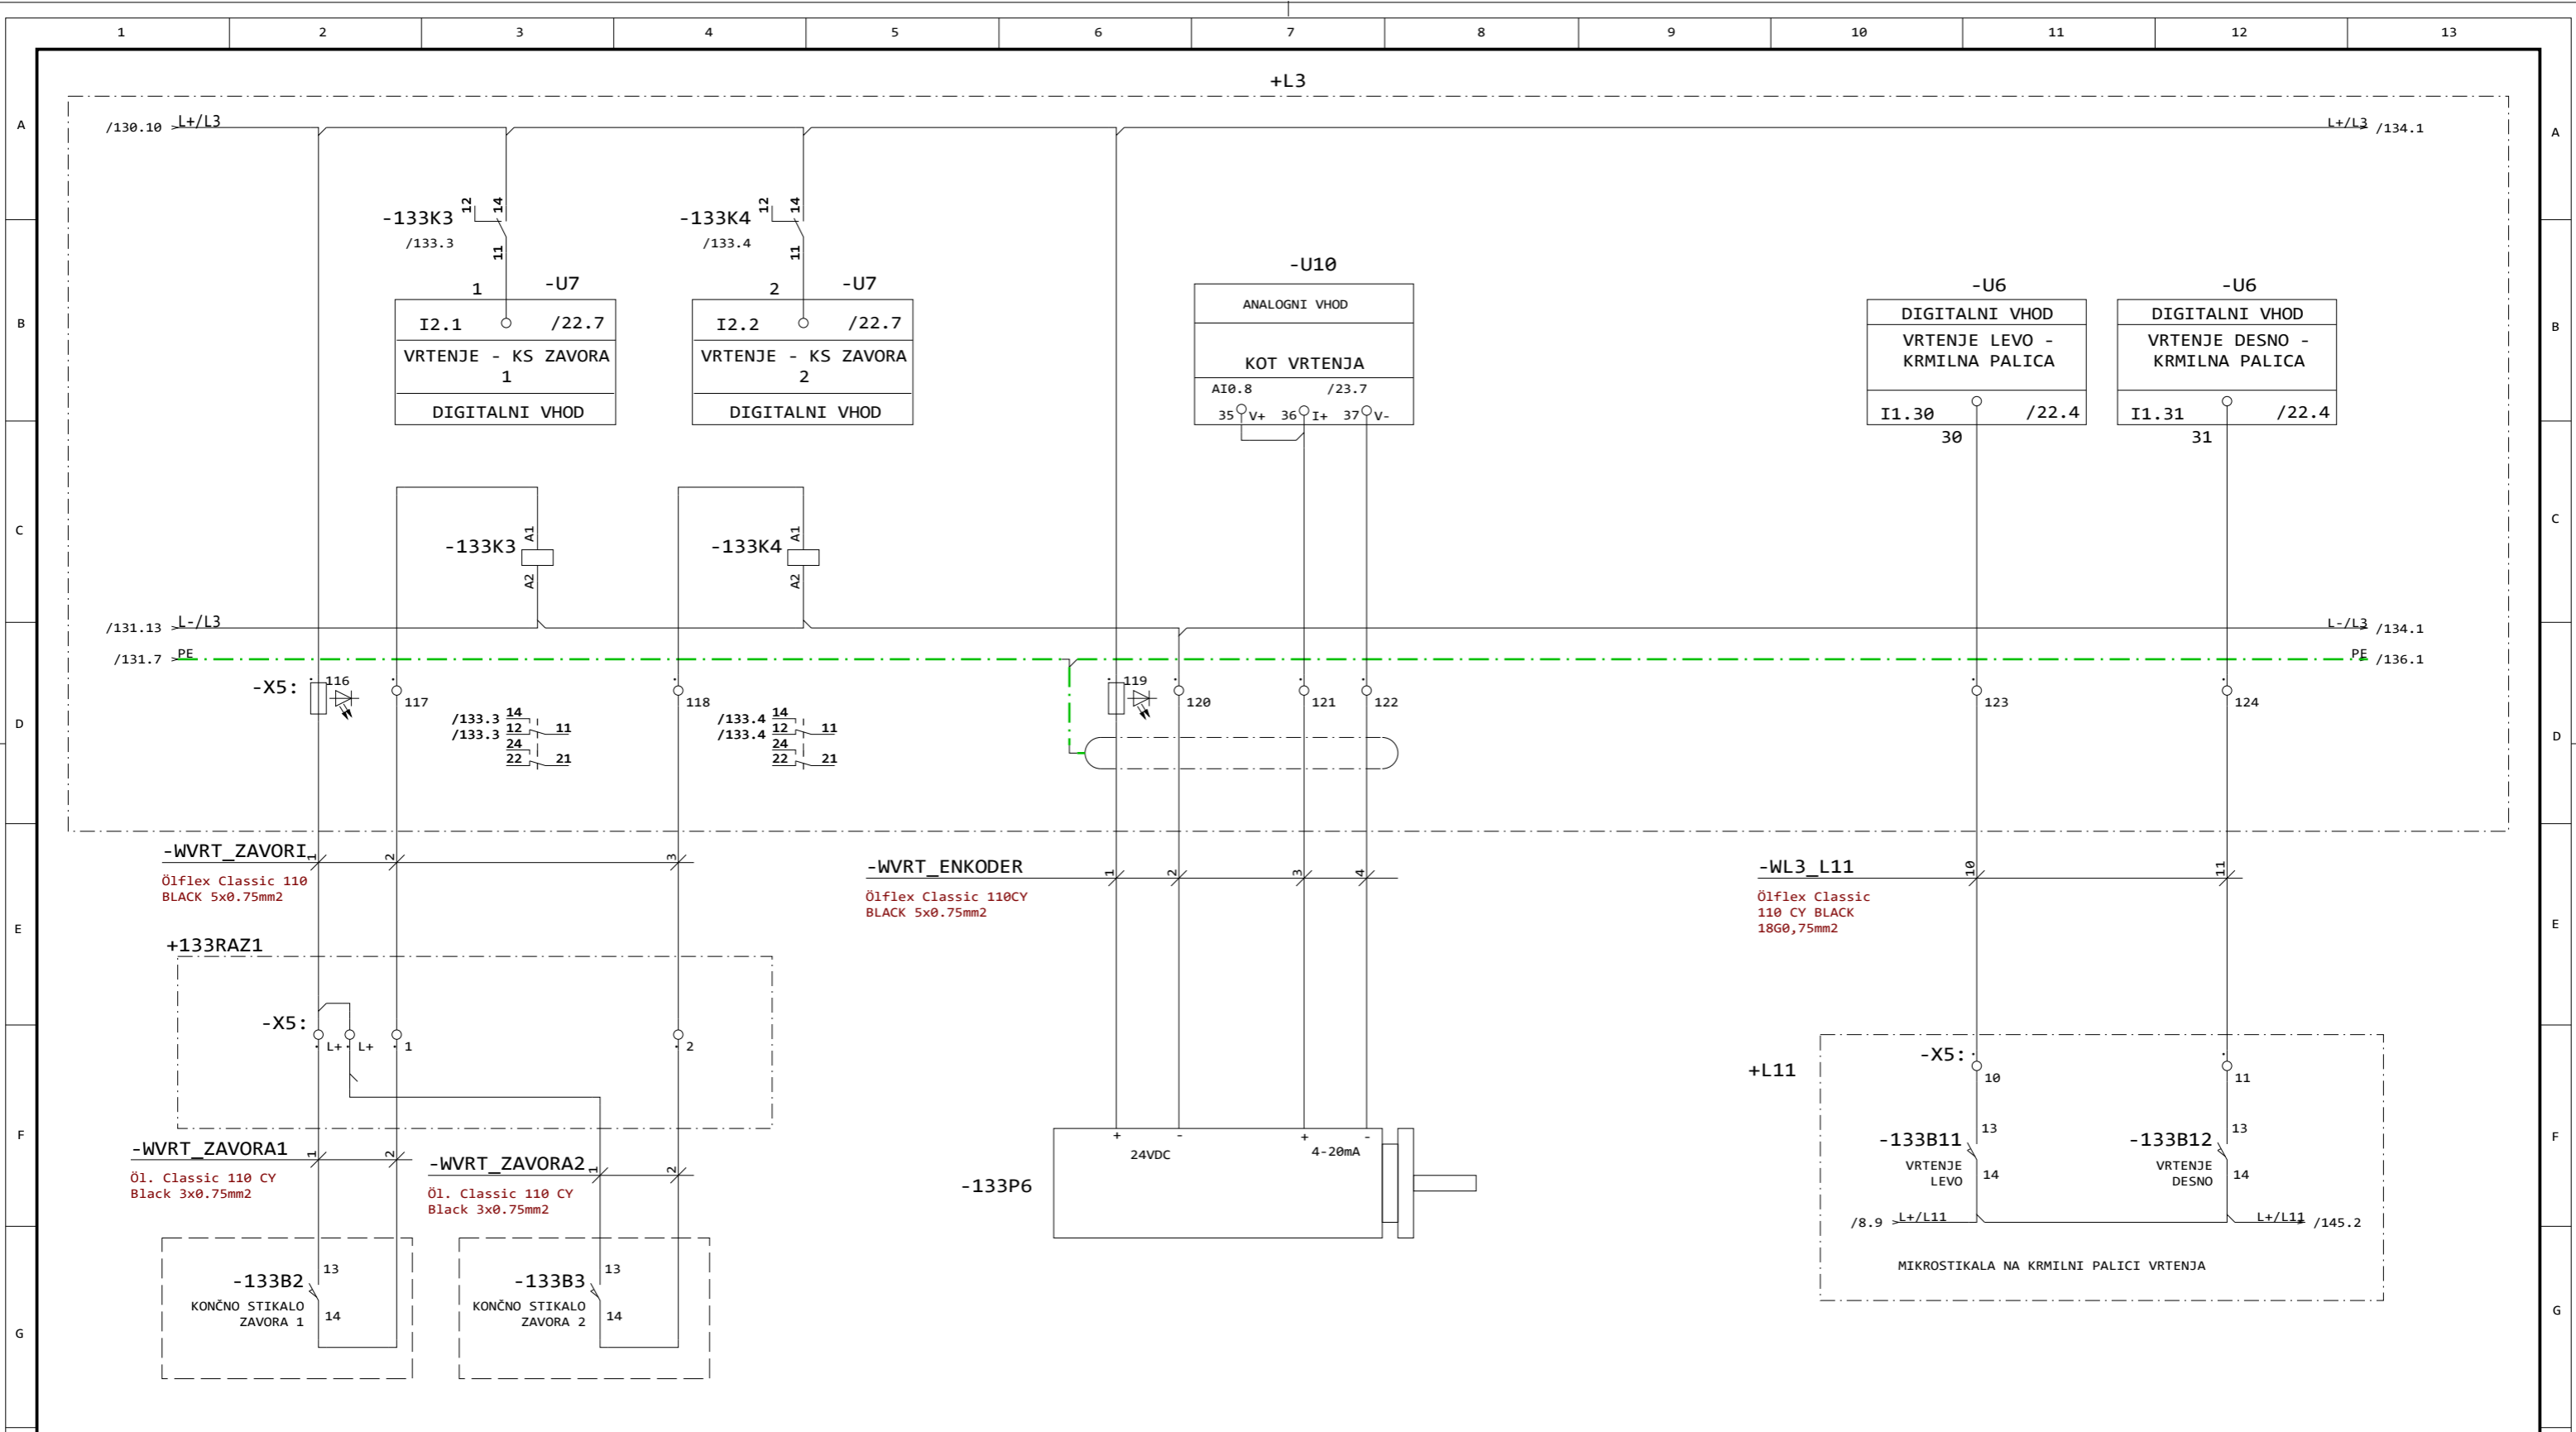 1 2 3 4 5 6 7 8 9 10 11 12 13
+L3
A A
/130.10 L+/L3 L+/L3 /134.1
-133K3 12 14
/133.3 11
-133K4 12 14
/133.4 11
B B
1 -U7
I2.1 /22.7
VRTENJE - KS ZAVORA
1
DIGITALNI VHOD
2 -U7
I2.2 /22.7
VRTENJE - KS ZAVORA
2
DIGITALNI VHOD
-U10
ANALOGNI VHOD
KOT VRTENJA
AI0.8 /23.7
35 V+ 36 I+ 37 V-
-U6
DIGITALNI VHOD
VRTENJE LEVO -
KRMILNA PALICA
I1.30 /22.4
30
-U6
DIGITALNI VHOD
VRTENJE DESNO -
KRMILNA PALICA
I1.31 /22.4
31
C C
-133K3 A1
A2
-133K4 A1
A2
/131.13 L-/L3 L-/L3 /134.1
/131.7 PE PE /136.1
D D
-X5: 116 117 118 119 120 121 122 123 124
/133.3 14
/133.3 12 11
24
22 21
/133.4 14
/133.4 12 11
24
22 21
-WVRT_ZAVORI 1 2 3
Ölflex Classic 110
BLACK 5x0.75mm2
-WVRT_ENKODER 1 2 3 4
Ölflex Classic 110CY
BLACK 5x0.75mm2
-WL3_L11 10 11
Ölflex Classic
110 CY BLACK
18G0,75mm2
E E
+133RAZ1
-X5: L+ L+ 1 2
F F
-WVRT_ZAVORA1 1 2
Öl. Classic 110 CY
Black 3x0.75mm2
-WVRT_ZAVORA2 1 2
Öl. Classic 110 CY
Black 3x0.75mm2
+ - + -
24VDC 4-20mA
-133P6
+L11
-X5: 10 11
-133B11 13
VRTENJE
LEVO
14
-133B12 13
VRTENJE
DESNO
14
/8.9 L+/L11 L+/L11 /145.2
MIKROSTIKALA NA KRMILNI PALICI VRTENJA
G G
-133B2 13
KONČNO STIKALO
ZAVORA 1
14
-133B3 13
KONČNO STIKALO
ZAVORA 2
14